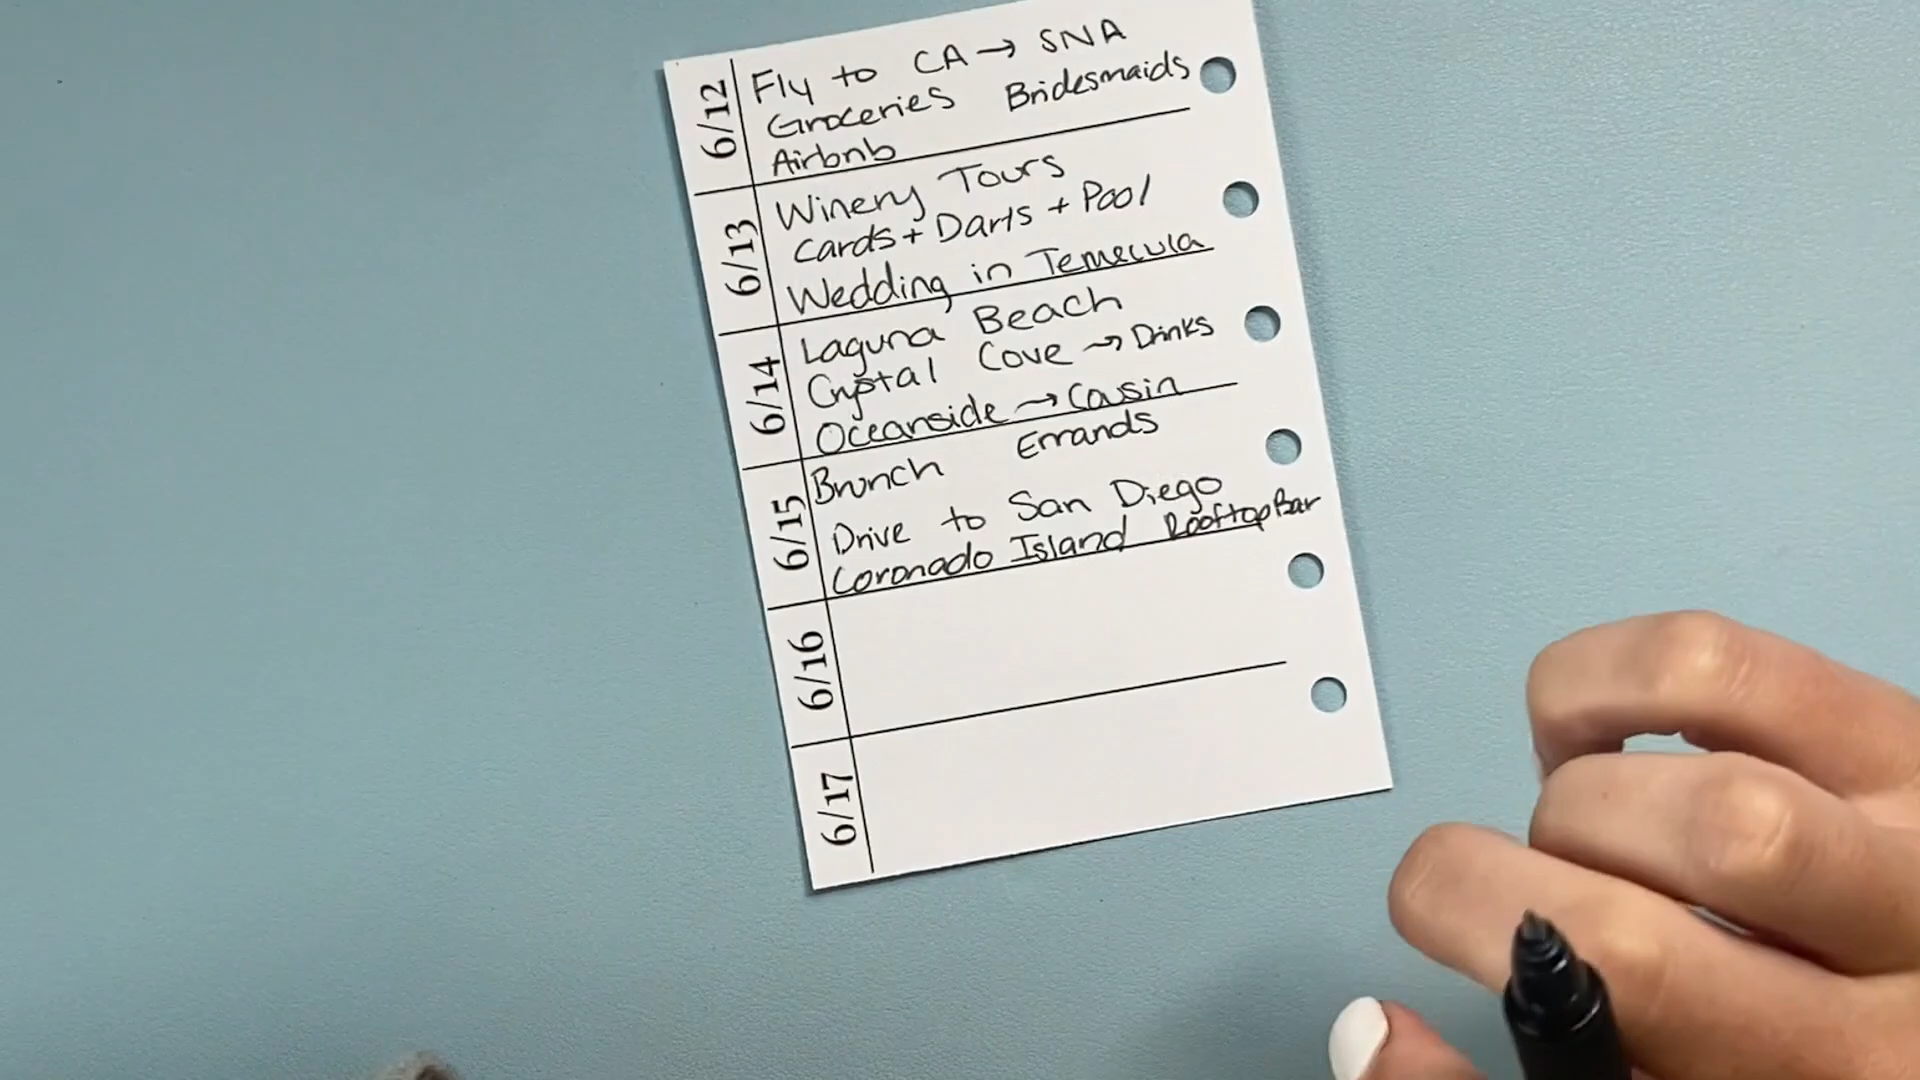 6/12
Fly to CA → SNA
Groceries Bridesmaids
Airbnb
6/13
Winery Tours
Cards + Darts + Pool
Wedding in Temecula
6/14
Laguna Beach
Crystal Cove → Drinks
Oceanside → Cousin
6/15
Brunch Errands
Drive to San Diego
Coronado Island Rooftop Bar
6/16
6/17